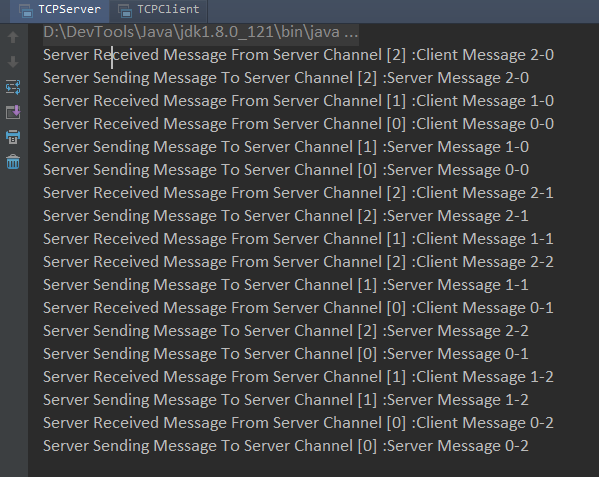 TCPServer TCPClient
D:\DevTools\Java\jdk1.8.0_121\bin\java ...
Server Received Message From Server Channel [2] :Client Message 2-0
Server Sending Message To Server Channel [2] :Server Message 2-0
Server Received Message From Server Channel [1] :Client Message 1-0
Server Received Message From Server Channel [0] :Client Message 0-0
Server Sending Message To Server Channel [1] :Server Message 1-0
Server Sending Message To Server Channel [0] :Server Message 0-0
Server Received Message From Server Channel [2] :Client Message 2-1
Server Sending Message To Server Channel [2] :Server Message 2-1
Server Received Message From Server Channel [1] :Client Message 1-1
Server Received Message From Server Channel [2] :Client Message 2-2
Server Sending Message To Server Channel [1] :Server Message 1-1
Server Received Message From Server Channel [0] :Client Message 0-1
Server Sending Message To Server Channel [2] :Server Message 2-2
Server Sending Message To Server Channel [0] :Server Message 0-1
Server Received Message From Server Channel [1] :Client Message 1-2
Server Sending Message To Server Channel [1] :Server Message 1-2
Server Received Message From Server Channel [0] :Client Message 0-2
Server Sending Message To Server Channel [0] :Server Message 0-2